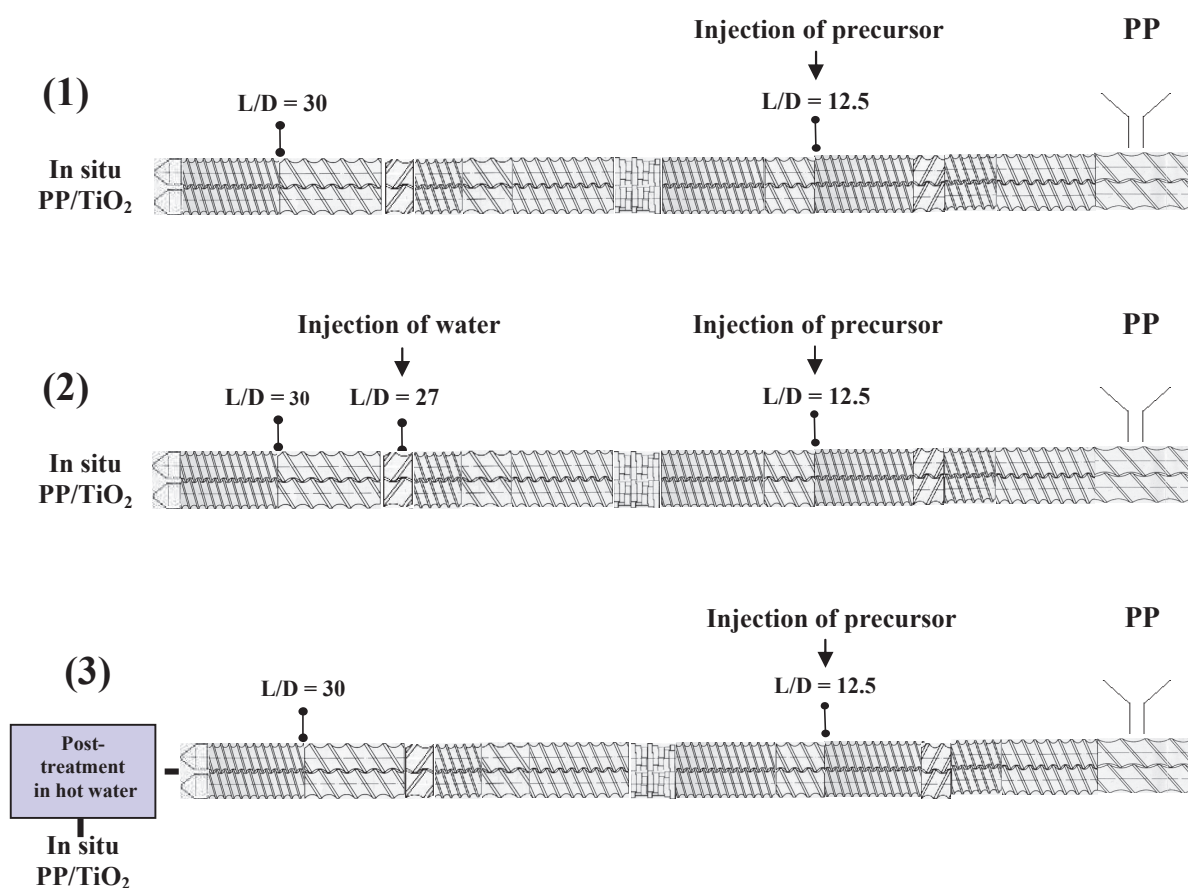 Injection of precursor
PP
(1)
L/D = 30
L/D = 12.5
In situ
PP/TiO₂
Injection of water
Injection of precursor
PP
(2)
L/D = 30
L/D = 27
L/D = 12.5
In situ
PP/TiO₂
Injection of precursor
PP
(3)
L/D = 30
L/D = 12.5
Post-
treatment
in hot water
In situ
PP/TiO₂